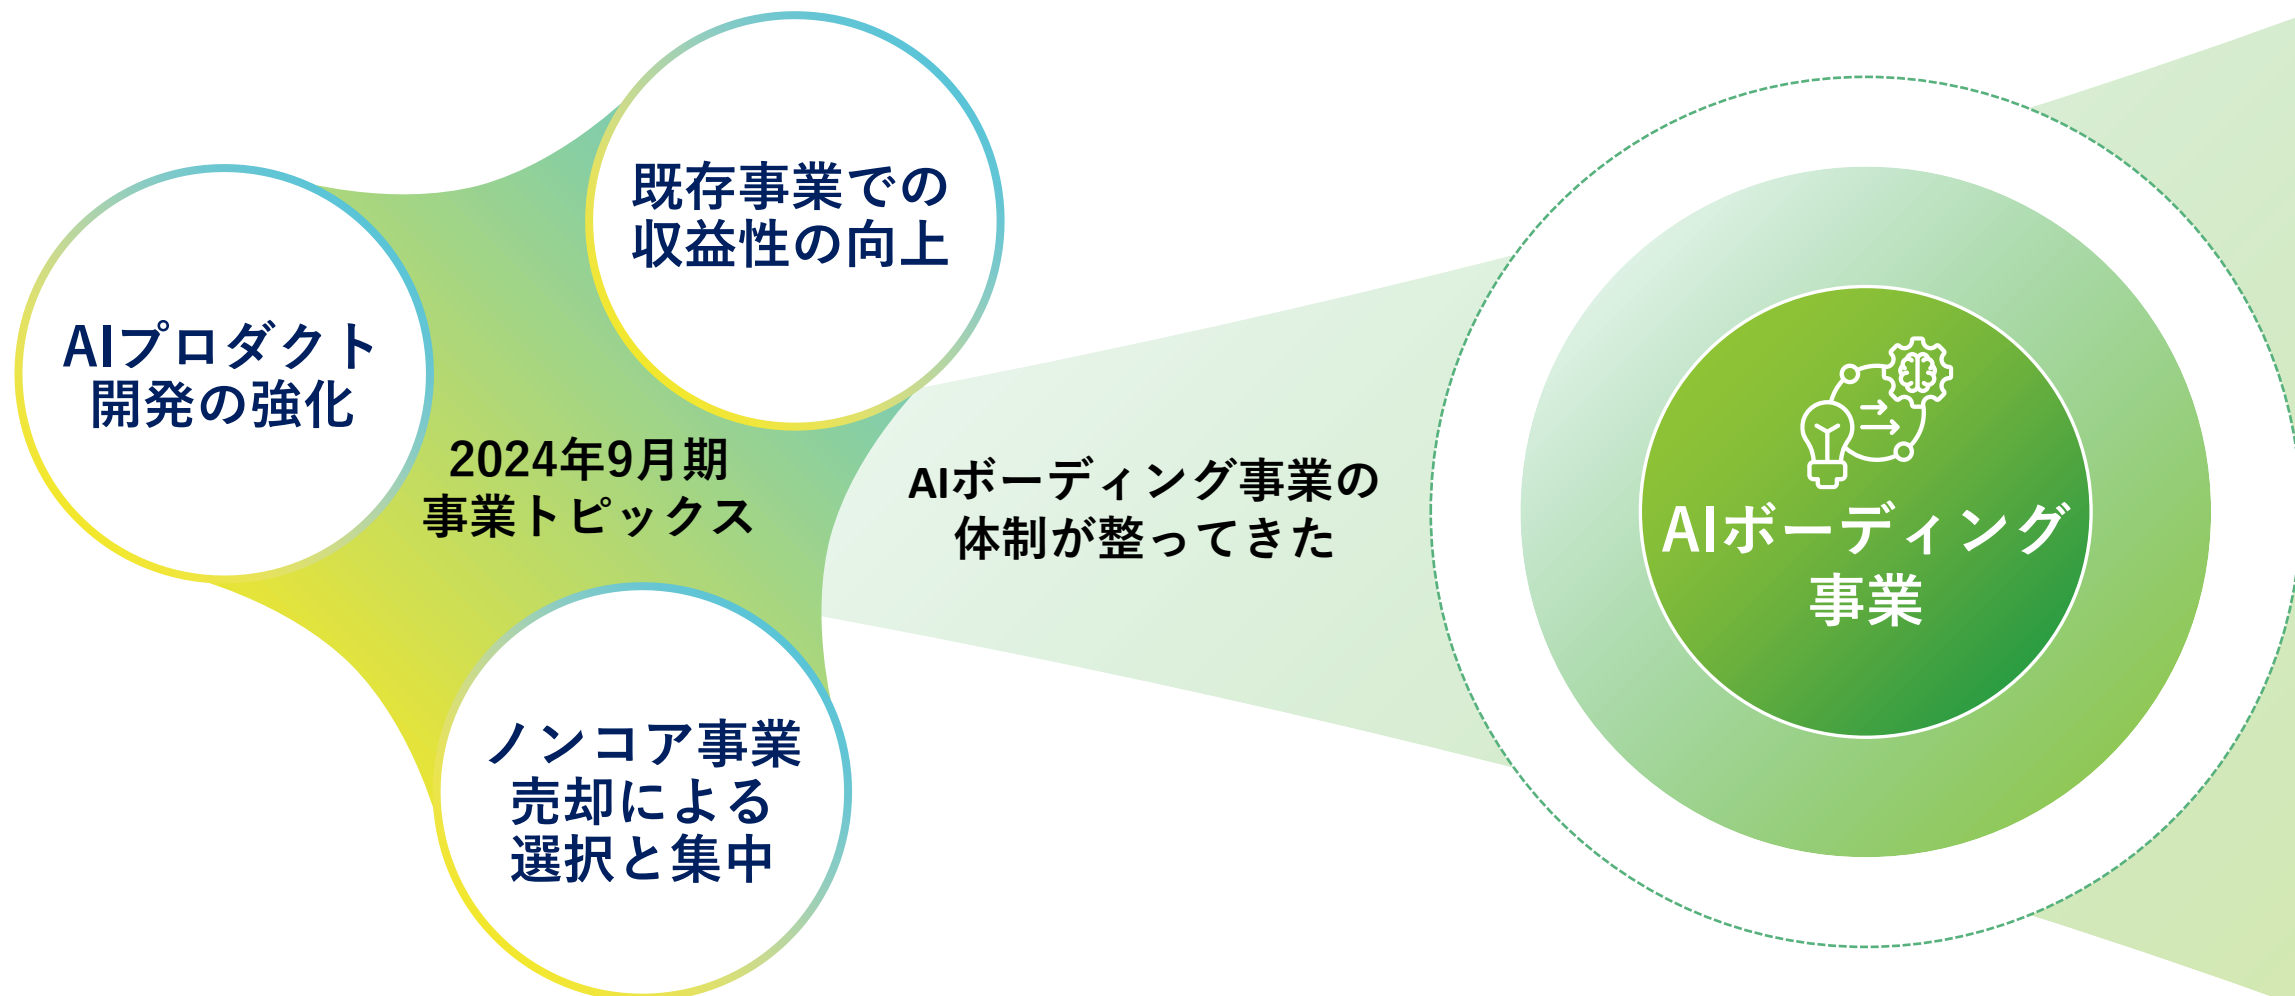 既存事業での
収益性の向上
AIプロダクト
開発の強化
2024年9月期
事業トピックス
ノンコア事業
売却による
選択と集中
AIボーディング事業の
体制が整ってきた
AIボーディング
事業